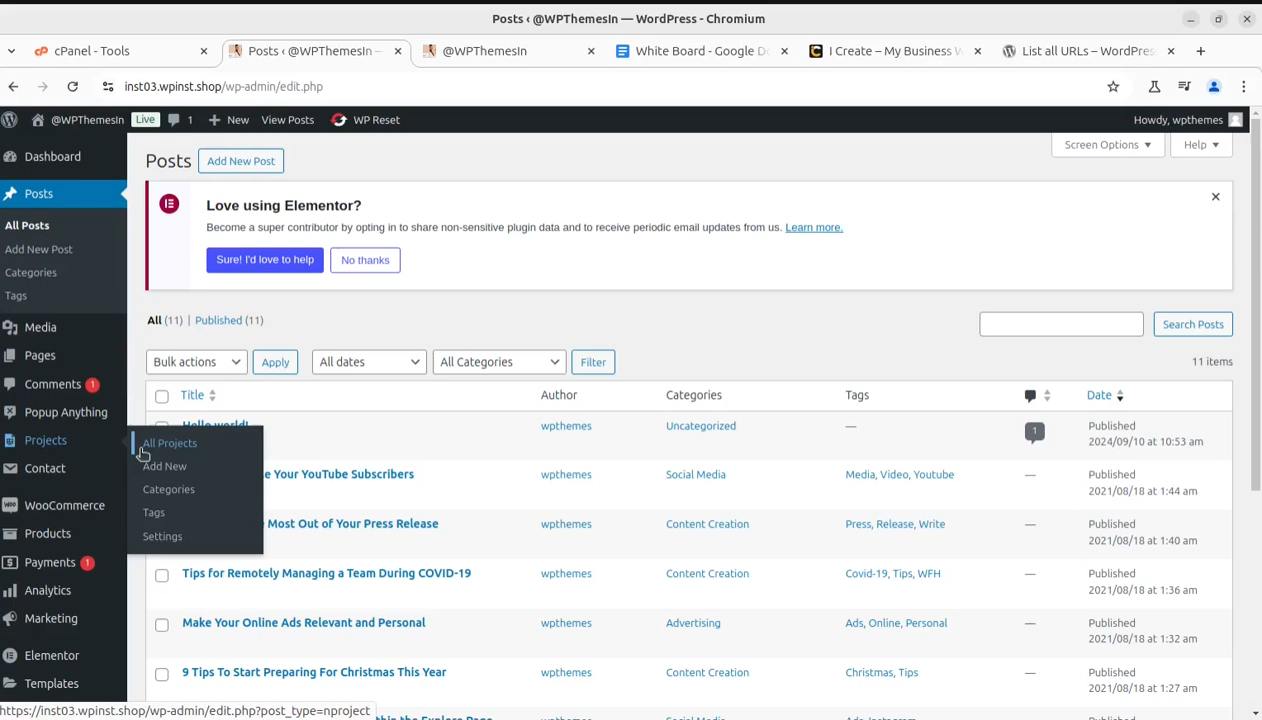 Posts ‹ @WPThemesIn — WordPress - Chromium
cPanel - Tools
Posts ‹ @WPThemesIn –
@WPThemesIn
White Board - Google D
I Create – My Business W
List all URLs – WordPres
inst03.wpinst.shop/wp-admin/edit.php
@WPThemesIn
Live
1
New
View Posts
WP Reset
Howdy, wpthemes
Dashboard
Posts
All Posts
Add New Post
Categories
Tags
Media
Pages
Comments 1
Popup Anything
Projects
Contact
WooCommerce
Products
Payments 1
Analytics
Marketing
Elementor
Templates
All Projects
Add New
Categories
Tags
Settings
Posts
Add New Post
Screen Options
Help
Love using Elementor?
Become a super contributor by opting in to share non-sensitive plugin data and to receive periodic email updates from us. Learn more.
Sure! I'd love to help
No thanks
All (11) | Published (11)
Search Posts
Bulk actions
Apply
All dates
All Categories
Filter
11 items
Title
Author
Categories
Tags
Date
Hello world!
wpthemes
Uncategorized
—
1
Published
2024/09/10 at 10:53 am
se Your YouTube Subscribers
wpthemes
Social Media
Media, Video, Youtube
—
Published
2021/08/18 at 1:44 am
Most Out of Your Press Release
wpthemes
Content Creation
Press, Release, Write
—
Published
2021/08/18 at 1:40 am
Tips for Remotely Managing a Team During COVID-19
wpthemes
Content Creation
Covid-19, Tips, WFH
—
Published
2021/08/18 at 1:36 am
Make Your Online Ads Relevant and Personal
wpthemes
Advertising
Ads, Online, Personal
—
Published
2021/08/18 at 1:32 am
9 Tips To Start Preparing For Christmas This Year
wpthemes
Content Creation
Christmas, Tips
—
Published
2021/08/18 at 1:27 am
https://inst03.wpinst.shop/wp-admin/edit.php?post_type=nproject